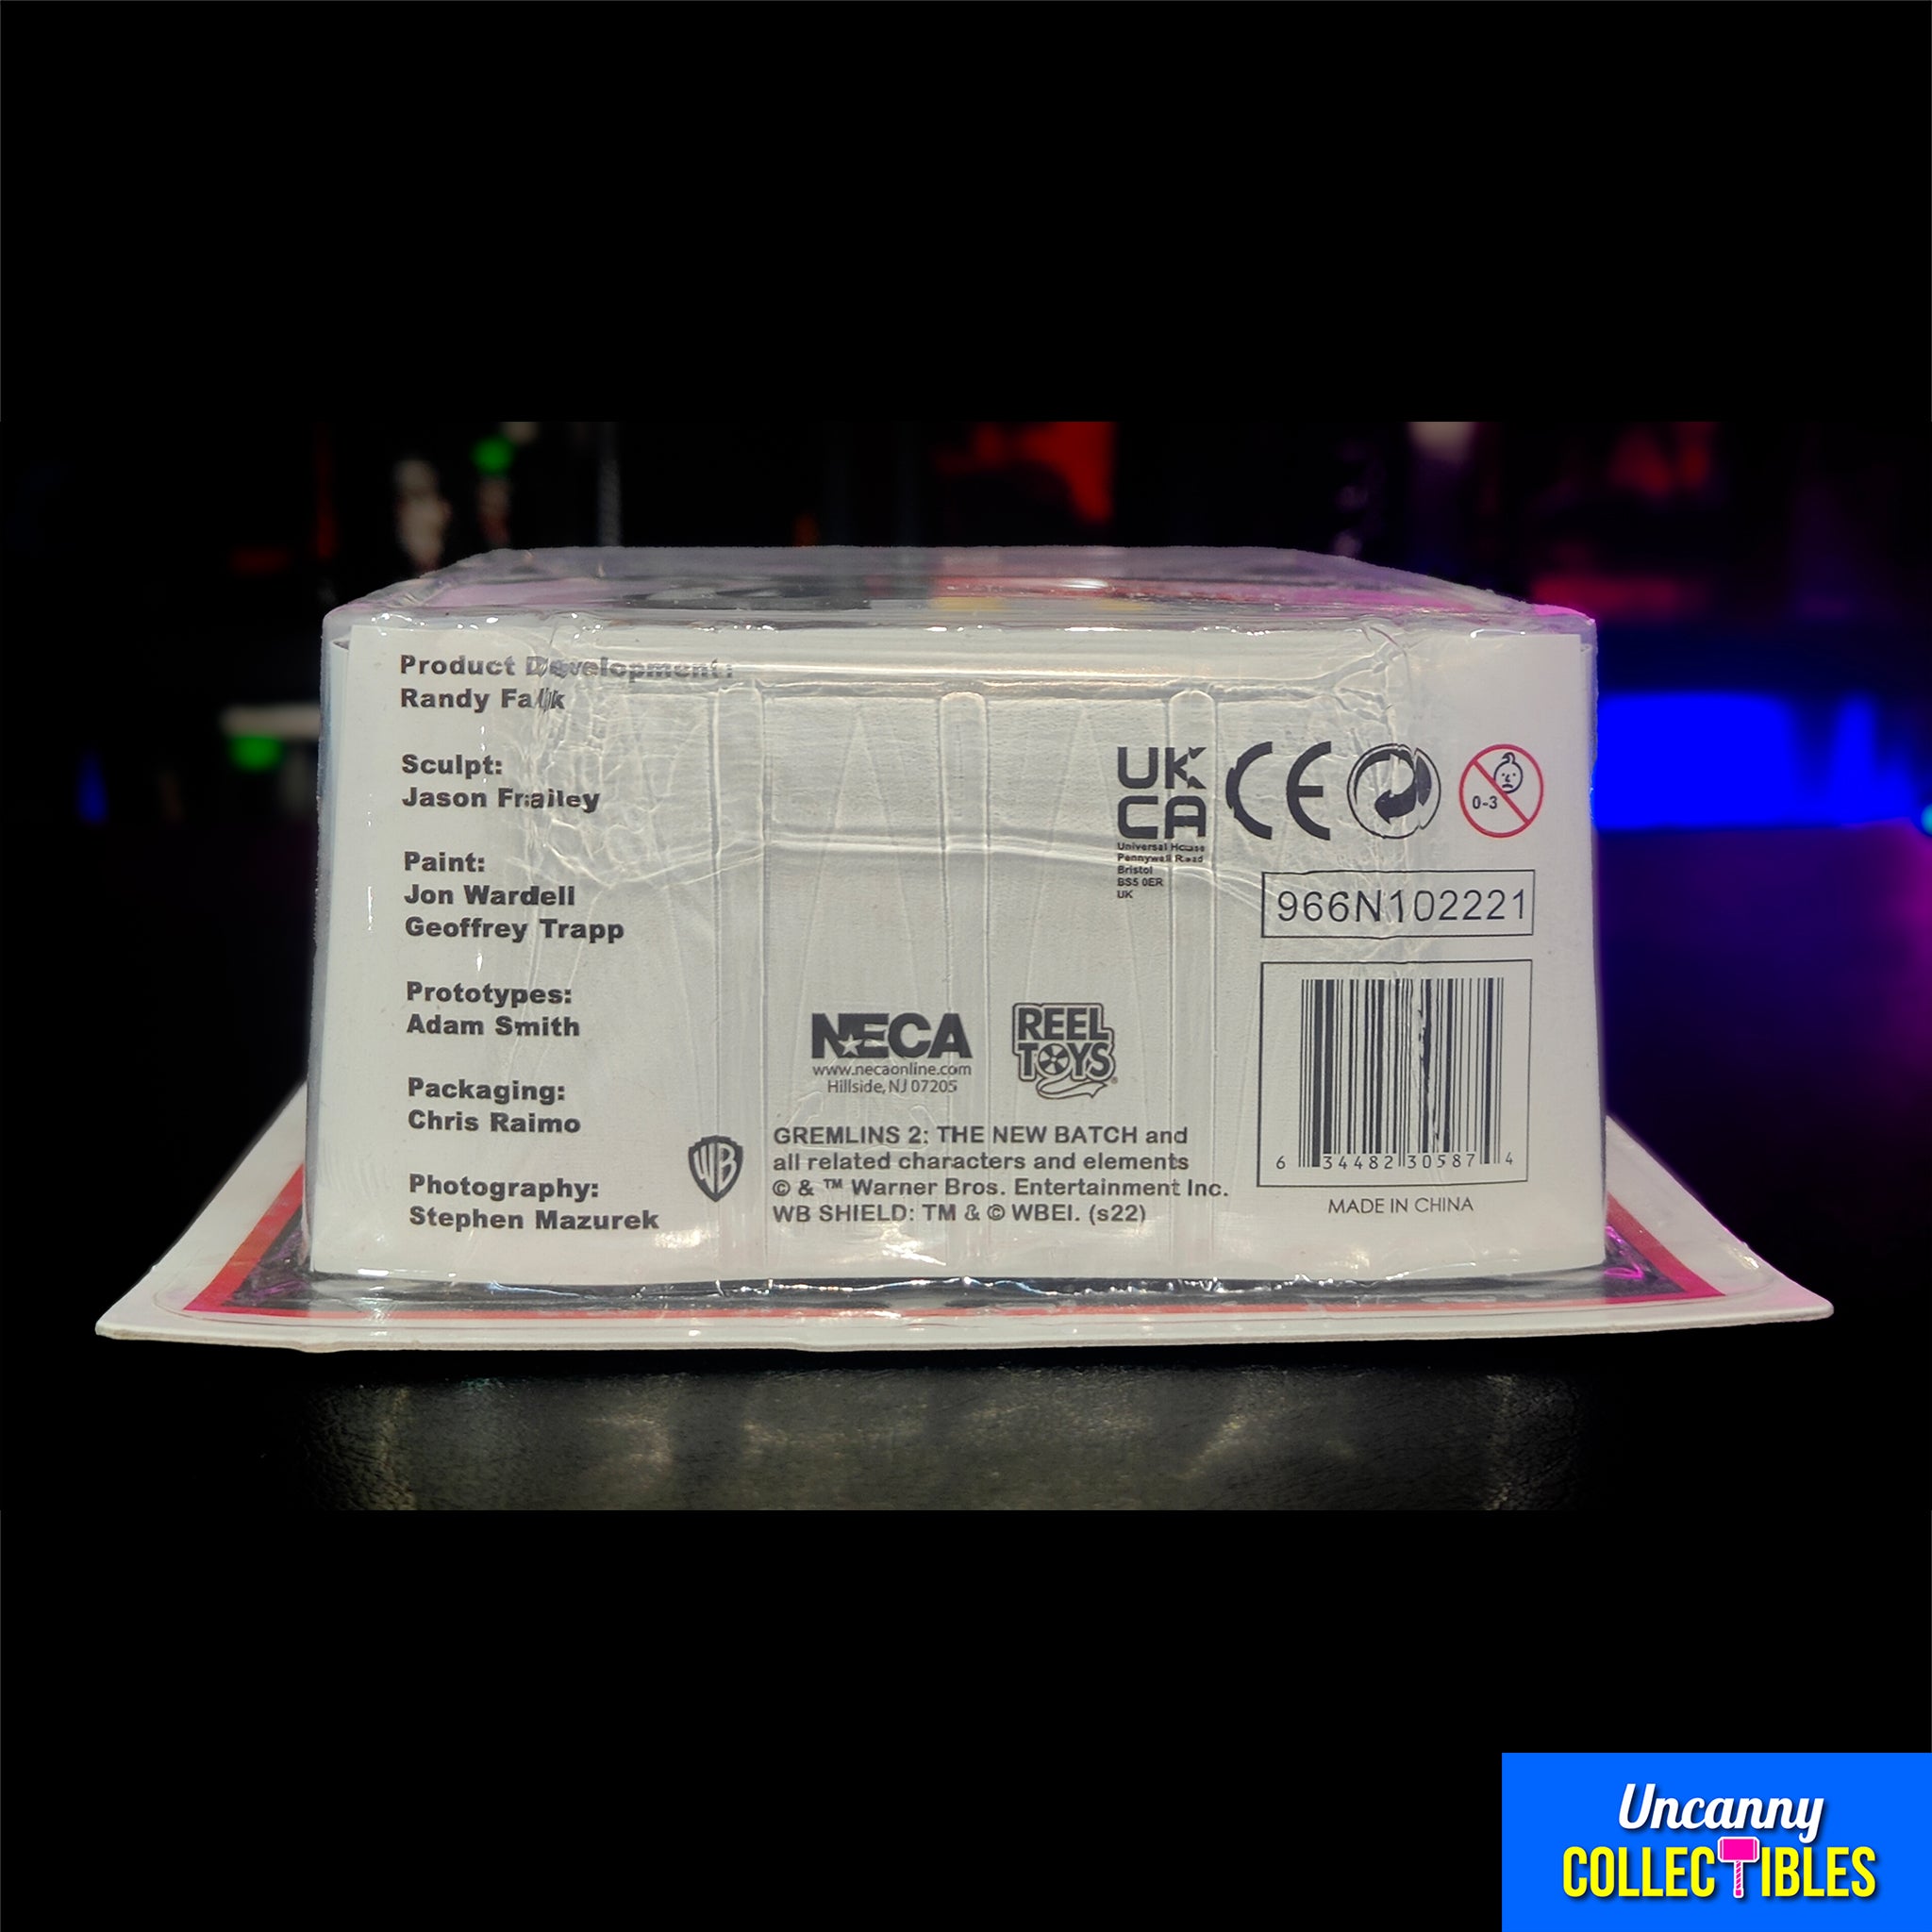 Product Development:
Randy Falk
Sculpt:
Jason Frailey
Paint:
Jon Wardell
Geoffrey Trapp
Prototypes:
Adam Smith
Packaging:
Chris Raimo
Photography:
Stephen Mazurek
NECA
www.necaonline.com
Hillside, NJ 07205
REEL
TOYS®
WB
GREMLINS 2: THE NEW BATCH and
all related characters and elements
© & ™ Warner Bros. Entertainment Inc.
WB SHIELD: TM & © WBEI. (s22)
UK
CA
Universal House
Pennywell Road
Bristol
BS5 0ER
UK
CE
0-3
966N102221
6 34482 30587 4
MADE IN CHINA
Uncanny
COLLECTIBLES